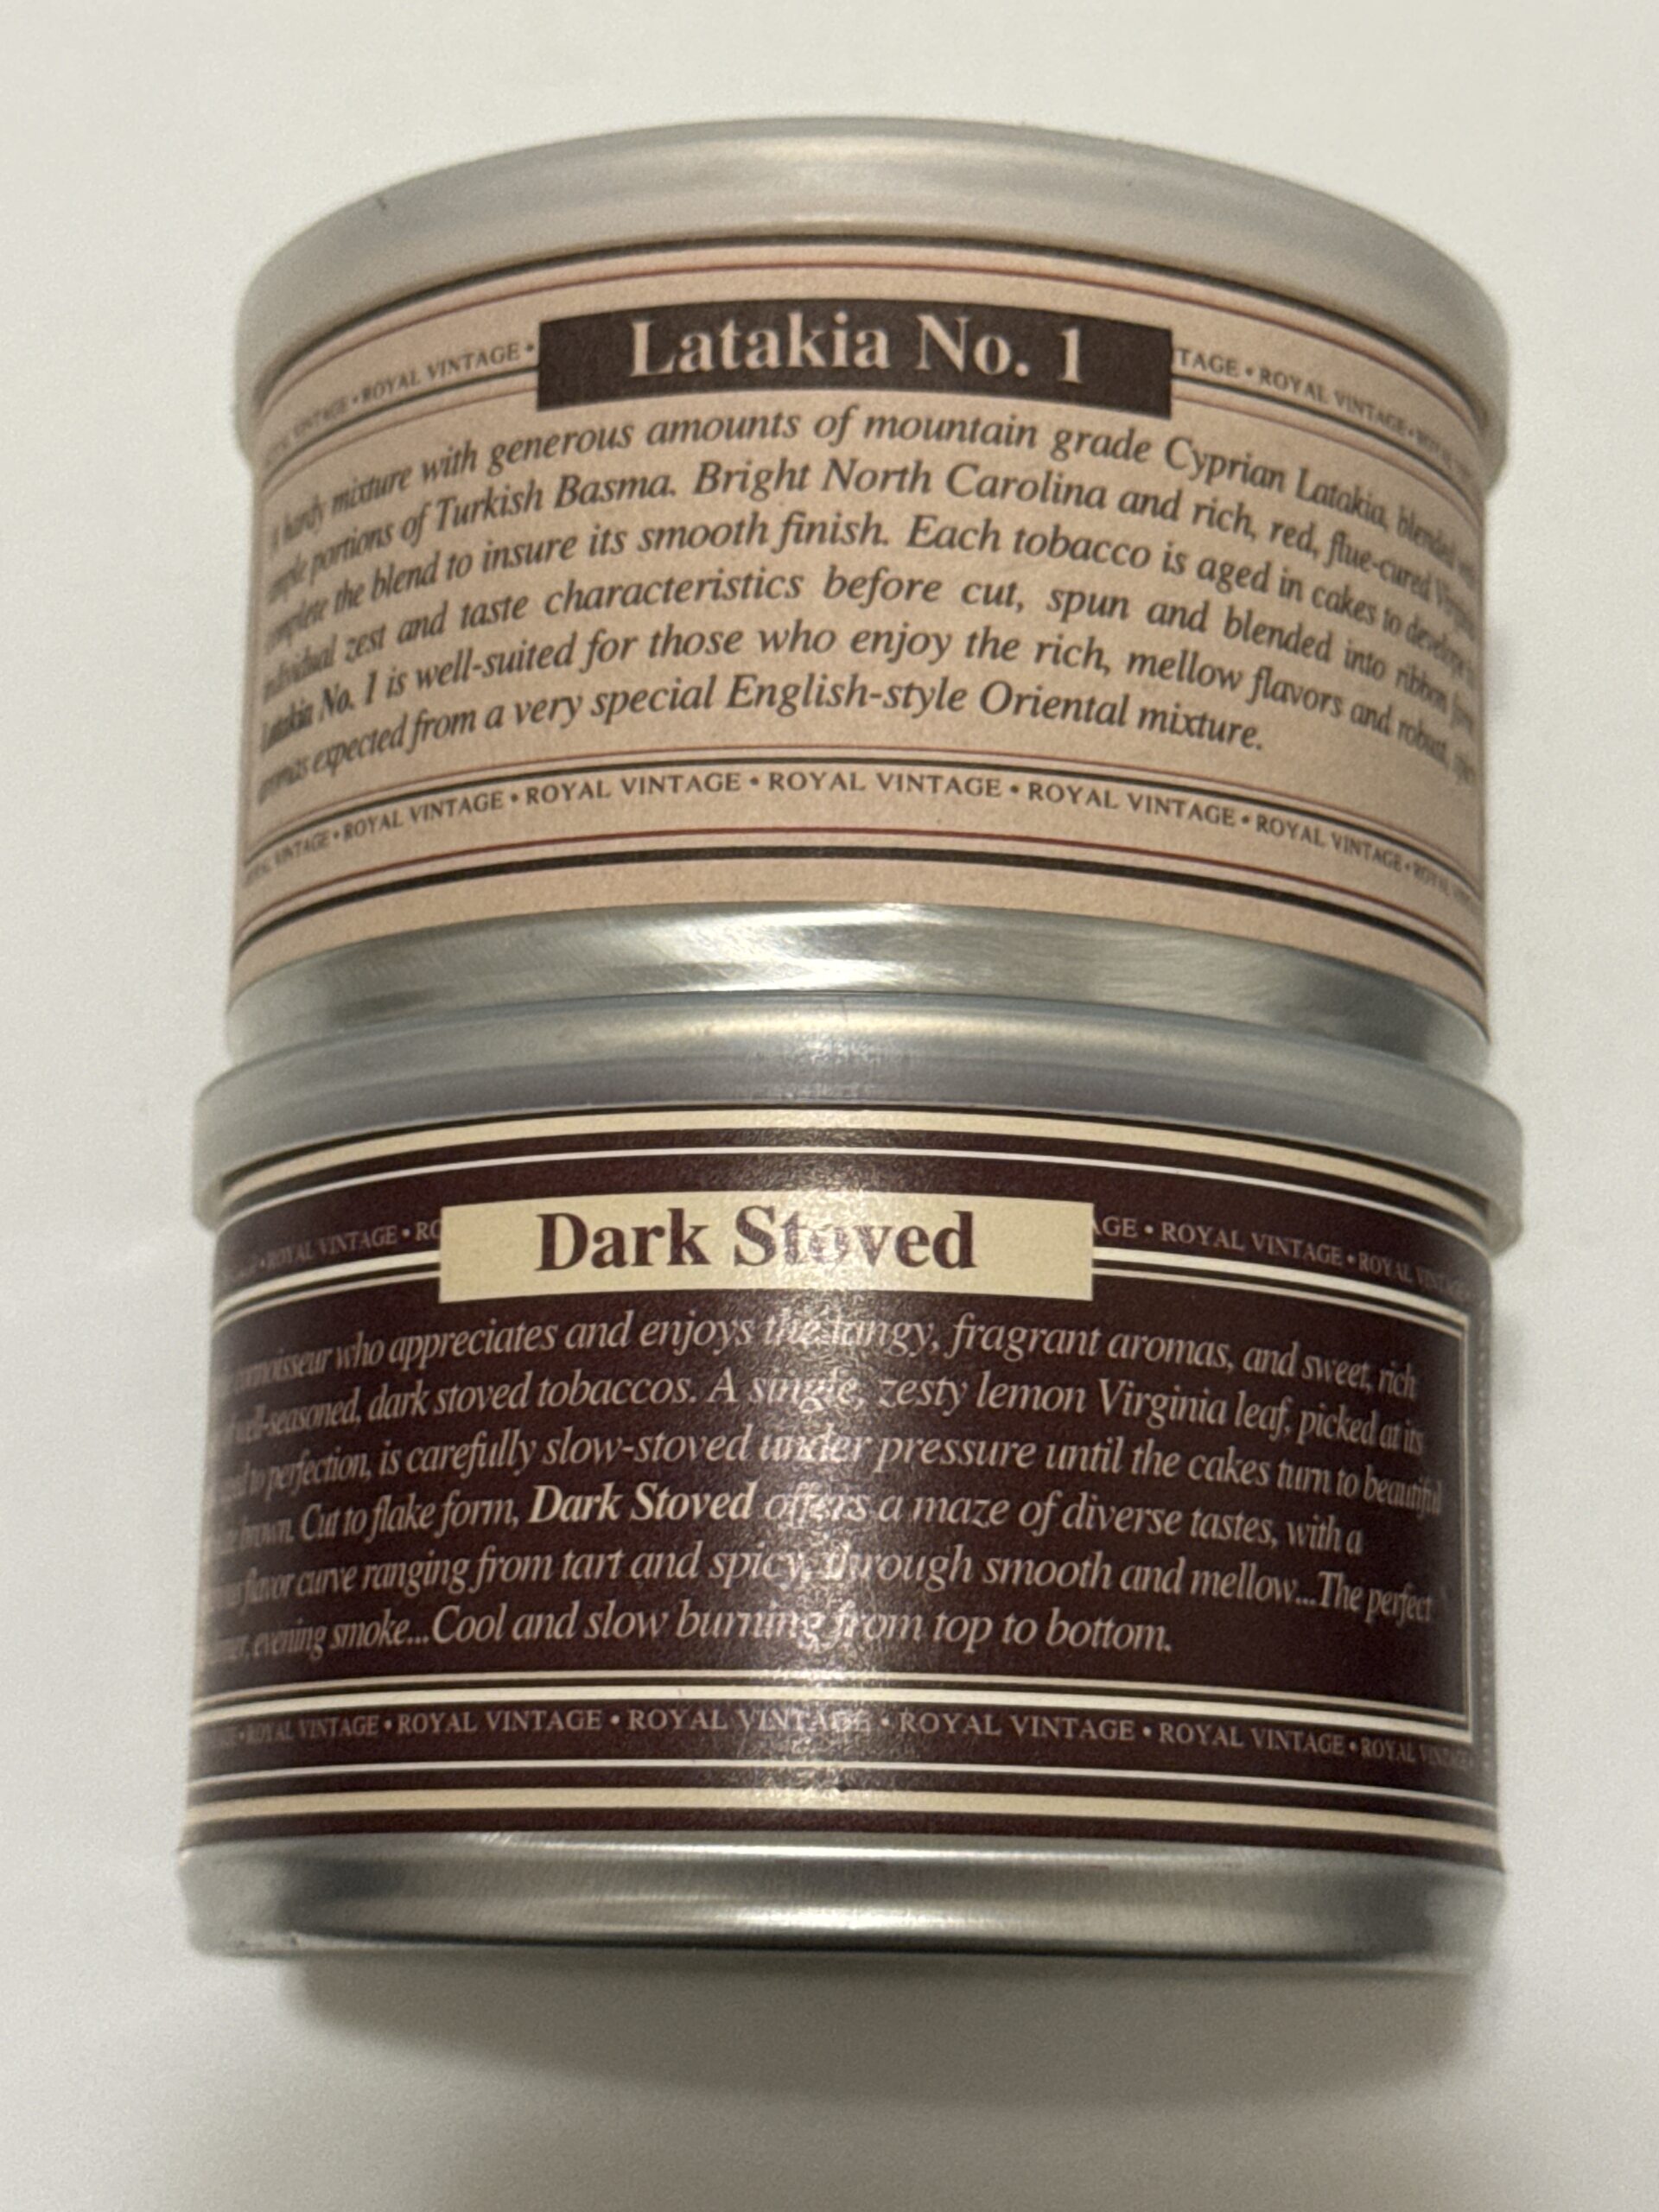 ROYAL VINTAGE • Latakia No. 1 TAGE • ROYAL VINTAGE •
A hardy mixture with generous amounts of mountain grade Cyprian Latakia, blended with
ample portions of Turkish Basma. Bright North Carolina and rich, red, flue-cured
complete the blend to insure its smooth finish. Each tobacco is aged in cakes to develop
individual zest and taste characteristics before cut, spun and blended into ribbon form
Latakia No. 1 is well-suited for those who enjoy the rich, mellow flavors and robust,
aromas expected from a very special English-style Oriental mixture.
VINTAGE • ROYAL VINTAGE • ROYAL VINTAGE • ROYAL VINTAGE • ROYAL VINTAGE • ROYAL VINTAGE •
• ROYAL VINTAGE • RO Dark Stoved AGE • ROYAL VINTAGE • ROYAL VINTAGE
connoisseur who appreciates and enjoys the tangy, fragrant aromas, and sweet, rich
well-seasoned, dark stoved tobaccos. A single, zesty lemon Virginia leaf, picked at its
to perfection, is carefully slow-stoved under pressure until the cakes turn to beautiful
brown. Cut to flake form, Dark Stoved offers a maze of diverse tastes, with a
flavor curve ranging from tart and spicy, through smooth and mellow...The perfect
evening smoke...Cool and slow burning from top to bottom.
• ROYAL VINTAGE • ROYAL VINTAGE • ROYAL VINTAGE • ROYAL VINTAGE • ROYAL VINTAGE • ROYAL VINTAGE